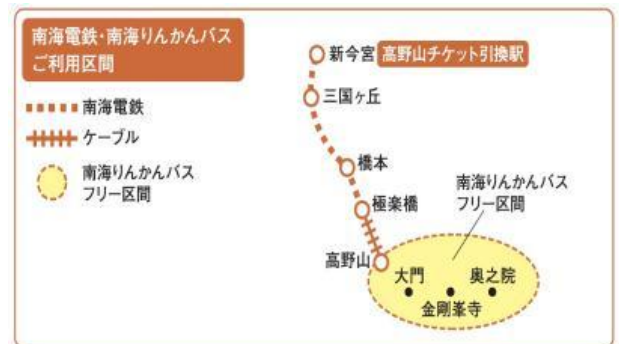 南海電鉄・南海りんかんバス
ご利用区間
南海電鉄
ケーブル
南海りんかんバス
フリー区間
新今宮 高野山チケット引換駅
三国ヶ丘
橋本
極楽橋
高野山
南海りんかんバス
フリー区間
大門 奥之院
金剛峯寺